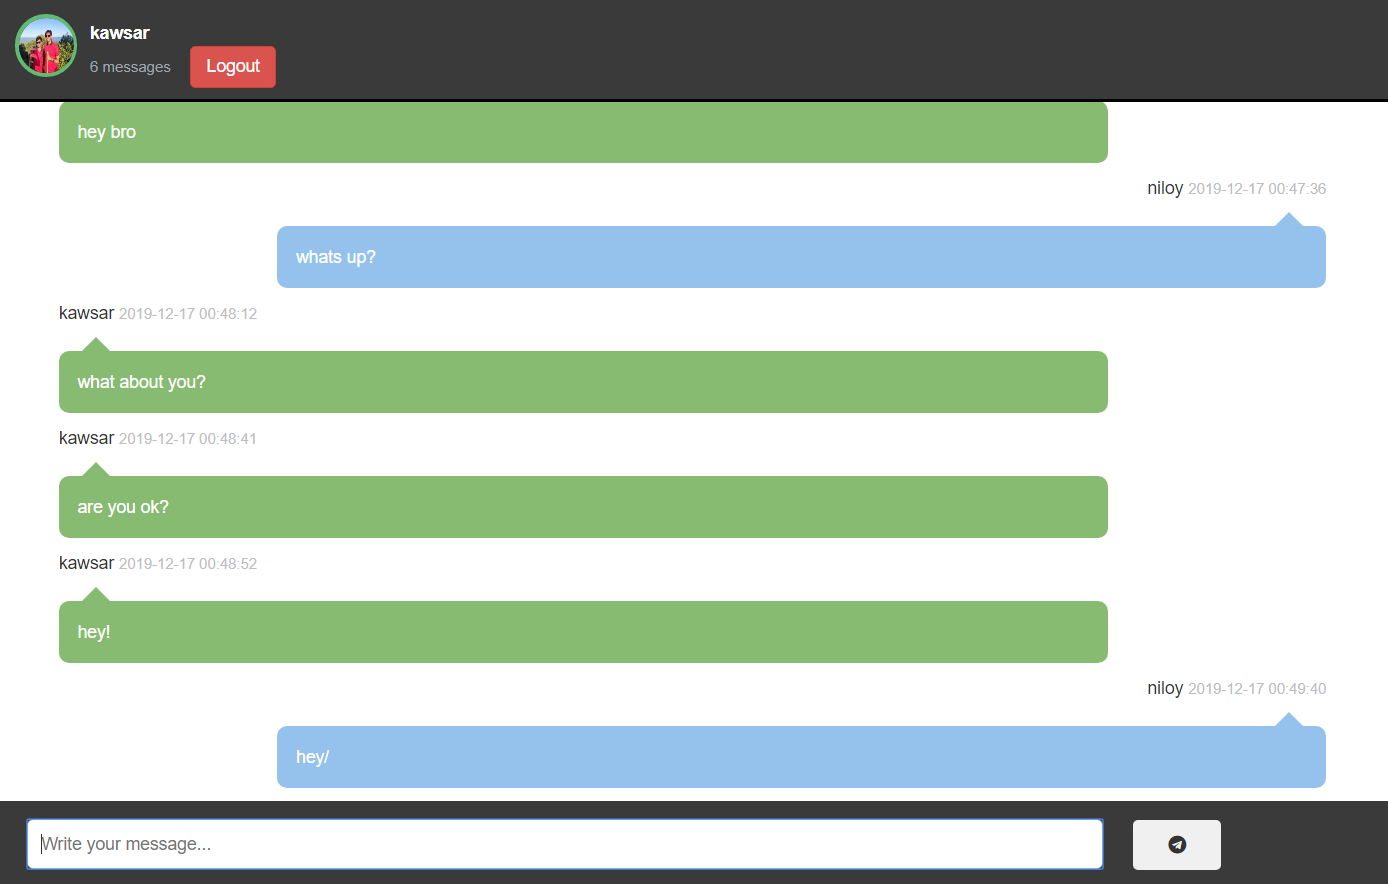 kawsar
6 messages
Logout
hey bro
niloy 2019-12-17 00:47:36
whats up?
kawsar 2019-12-17 00:48:12
what about you?
kawsar 2019-12-17 00:48:41
are you ok?
kawsar 2019-12-17 00:48:52
hey!
niloy 2019-12-17 00:49:40
hey/
Write your message...